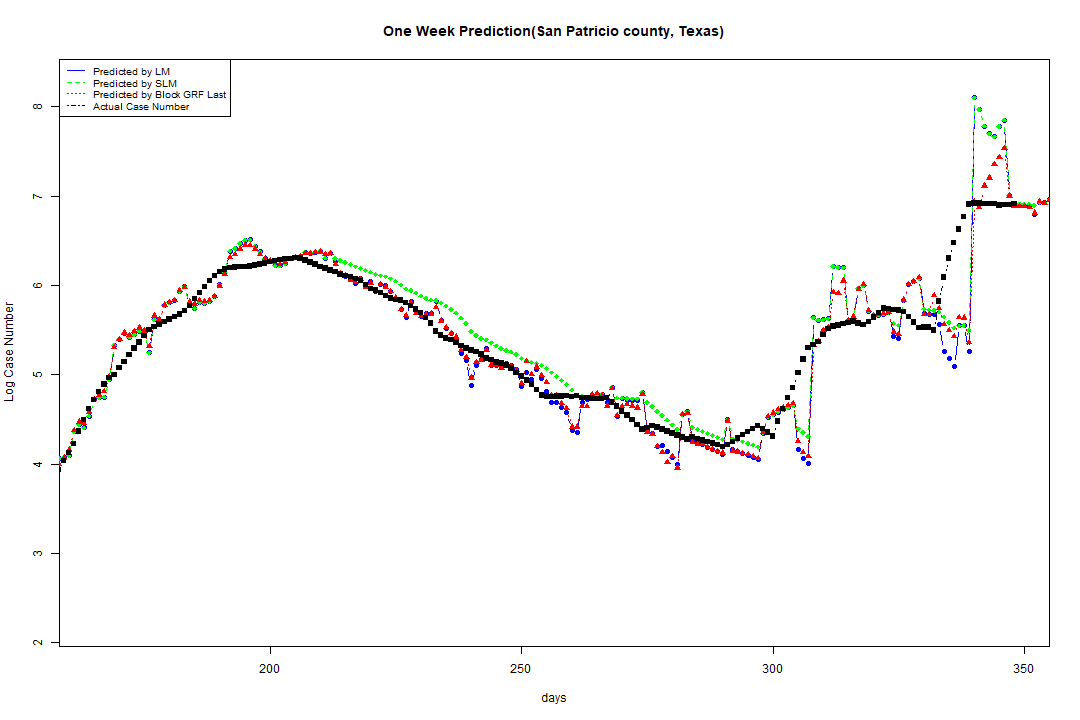 One Week Prediction(San Patricio county, Texas)
Predicted by LM
Predicted by SLM
Predicted by Block GRF Last
Actual Case Number
8
7
6
5
4
3
2
Log Case Number
200 250 300 350
days